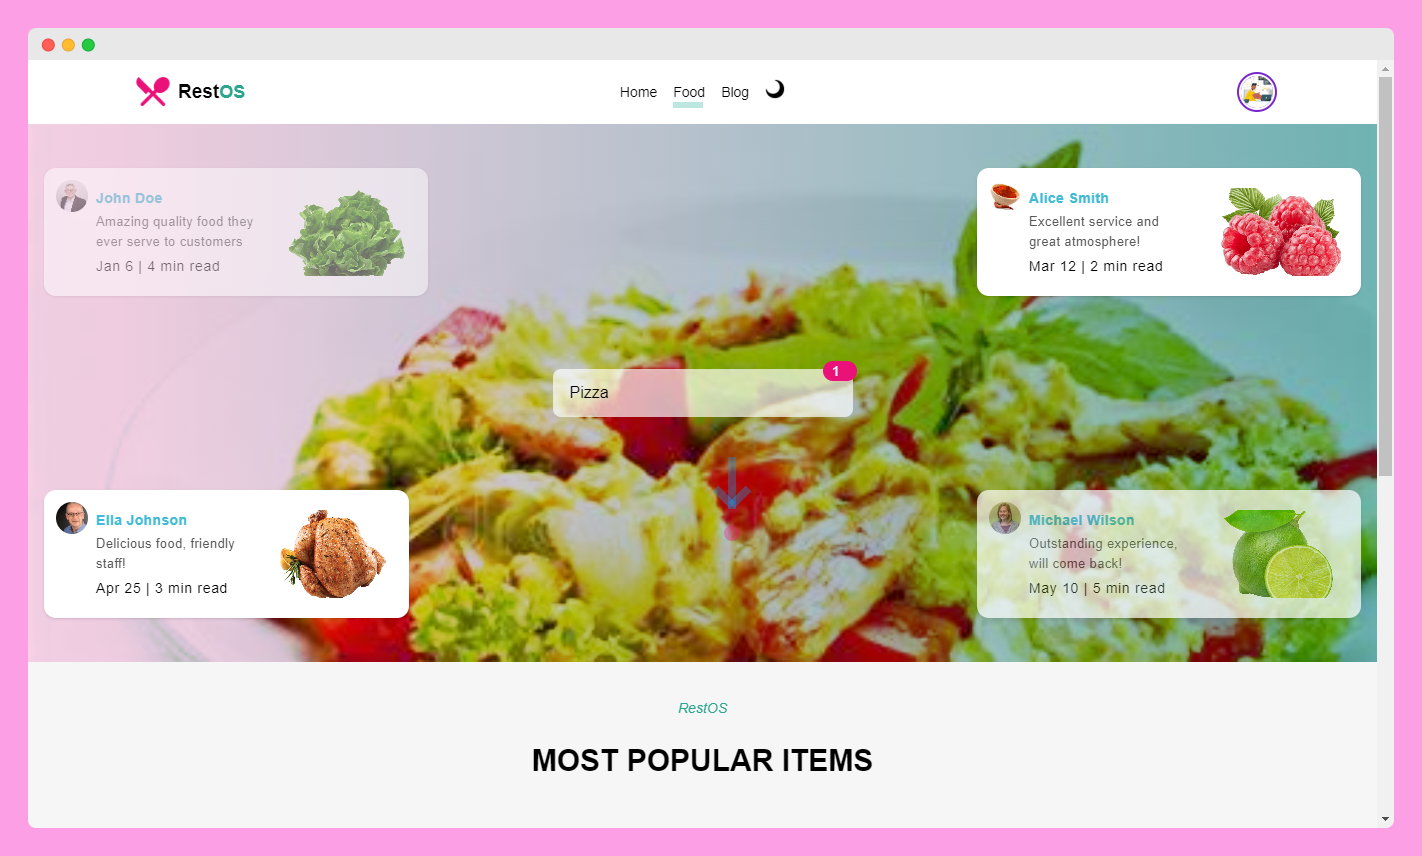 RestOS
Home Food Blog
John Doe
Amazing quality food they
ever serve to customers
Jan 6 | 4 min read
Alice Smith
Excellent service and
great atmosphere!
Mar 12 | 2 min read
1
Pizza
Ella Johnson
Delicious food, friendly
staff!
Apr 25 | 3 min read
Michael Wilson
Outstanding experience,
will come back!
May 10 | 5 min read
RestOS
MOST POPULAR ITEMS